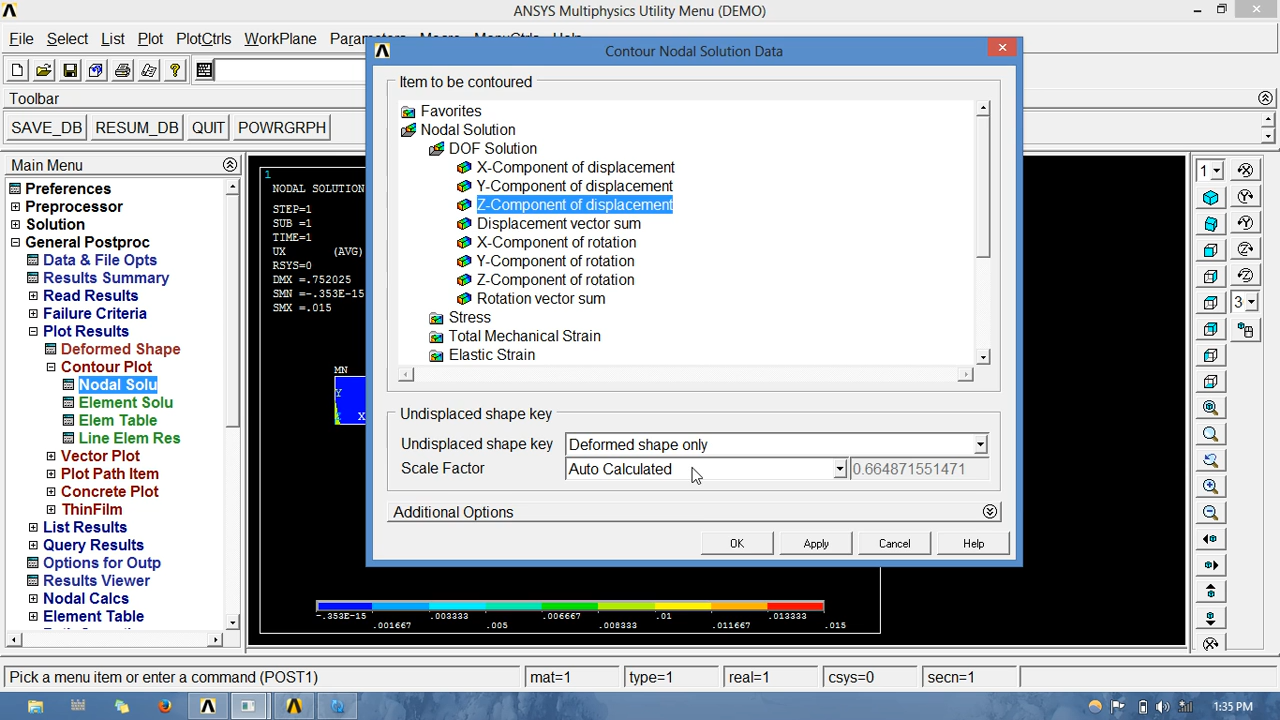 ANSYS Multiphysics Utility Menu (DEMO)
File Select List Plot PlotCtrls WorkPlane
Contour Nodal Solution Data
Toolbar
SAVE_DB RESUM_DB QUIT POWRGRPH
Main Menu
Preferences
Preprocessor
Solution
General Postproc
Data & File Opts
Results Summary
Read Results
Failure Criteria
Plot Results
Deformed Shape
Contour Plot
Nodal Solu
Element Solu
Elem Table
Line Elem Res
Vector Plot
Plot Path Item
Concrete Plot
ThinFilm
List Results
Query Results
Options for Outp
Results Viewer
Nodal Calcs
Element Table
1
NODAL SOLUTION
STEP=1
SUB =1
TIME=1
UX (AVG)
RSYS=0
DMX =.752025
SMN =-.353E-15
SMX =.015
MN
Y
X
Item to be contoured
Favorites
Nodal Solution
DOF Solution
X-Component of displacement
Y-Component of displacement
Z-Component of displacement
Displacement vector sum
X-Component of rotation
Y-Component of rotation
Z-Component of rotation
Rotation vector sum
Stress
Total Mechanical Strain
Elastic Strain
Undisplaced shape key
Undisplaced shape key Deformed shape only
Scale Factor Auto Calculated 0.664871551471
Additional Options
OK Apply Cancel Help
-.353E-15 .003333 .006667 .01 .013333
.001667 .005 .008333 .011667 .015
1
3
Pick a menu item or enter a command (POST1) mat=1 type=1 real=1 csys=0 secn=1
1:35 PM